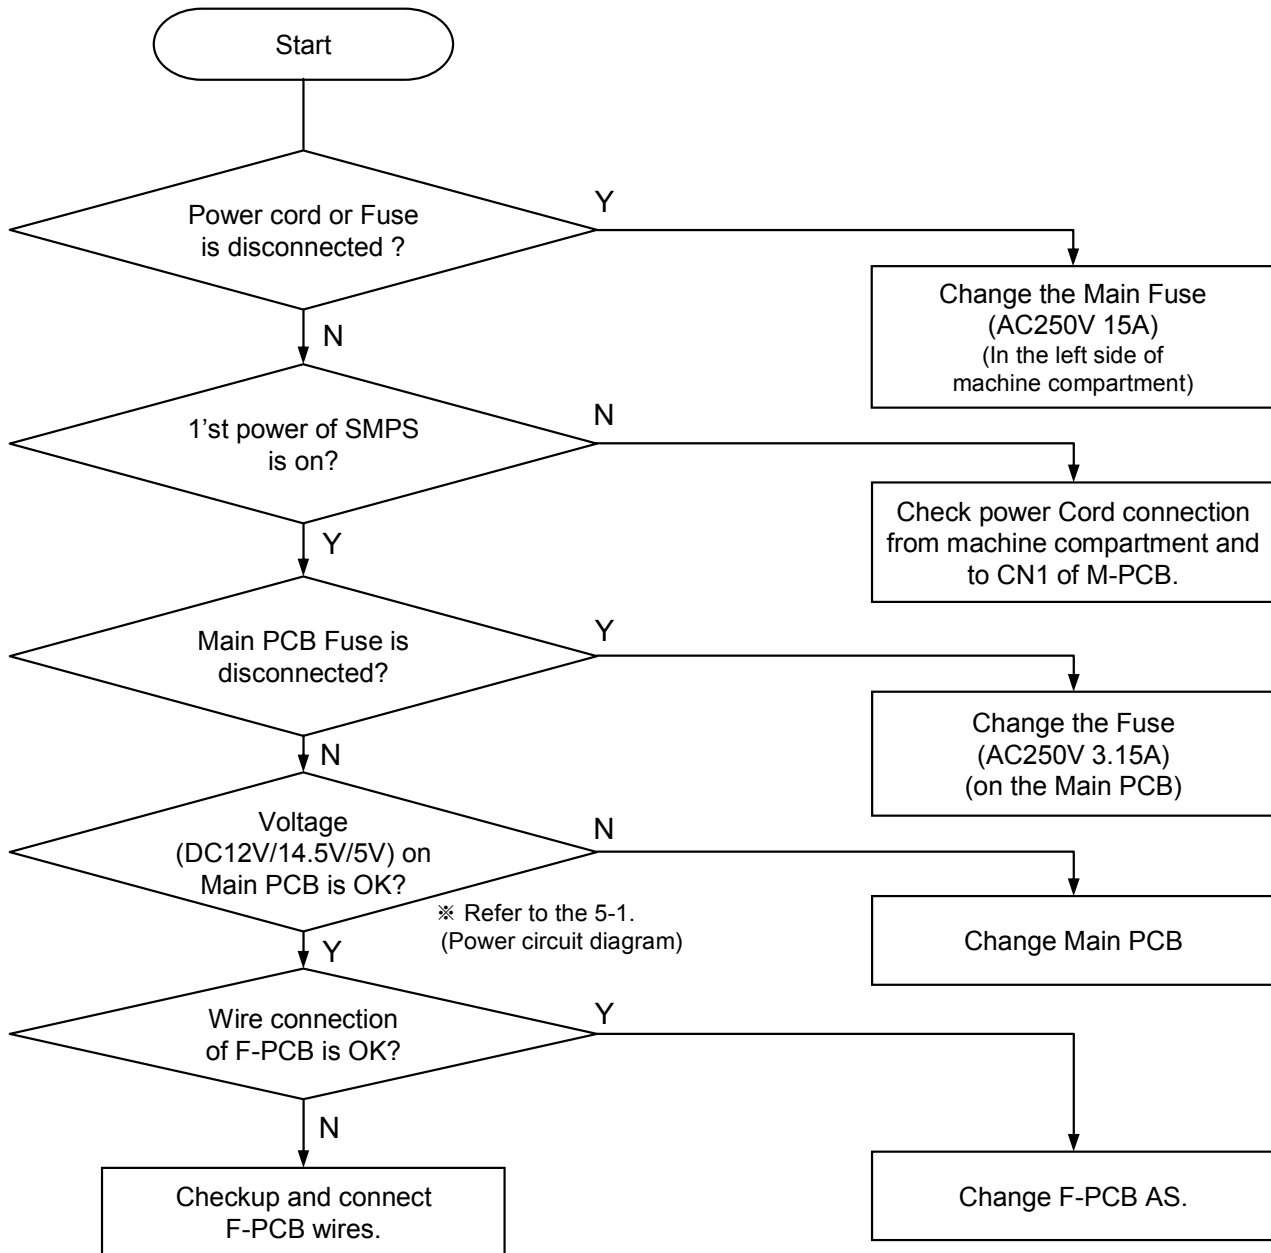 Start
Power cord or Fuse
is disconnected ?
Y
N
Change the Main Fuse
(AC250V 15A)
(In the left side of
machine compartment)
1’st power of SMPS
is on?
N
Y
Check power Cord connection
from machine compartment and
to CN1 of M-PCB.
Main PCB Fuse is
disconnected?
Y
N
Change the Fuse
(AC250V 3.15A)
(on the Main PCB)
Voltage
(DC12V/14.5V/5V) on
Main PCB is OK?
N
※ Refer to the 5-1.
(Power circuit diagram)
Y
Change Main PCB
Wire connection
of F-PCB is OK?
Y
N
Change F-PCB AS.
Checkup and connect
F-PCB wires.